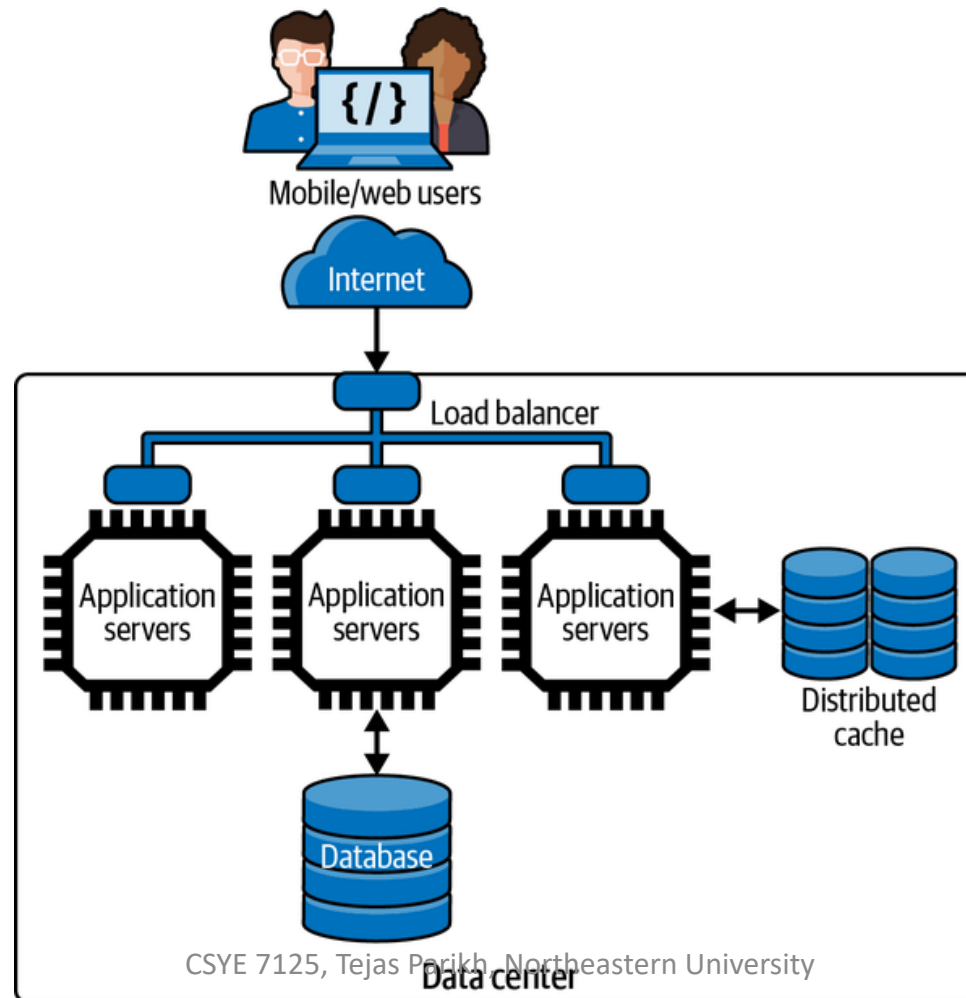 {/}
Mobile/web users
Internet
Load balancer
Application
servers
Application
servers
Application
servers
Distributed
cache
Database
CSYE 7125, Tejas Parikh, Northeastern University
Data center